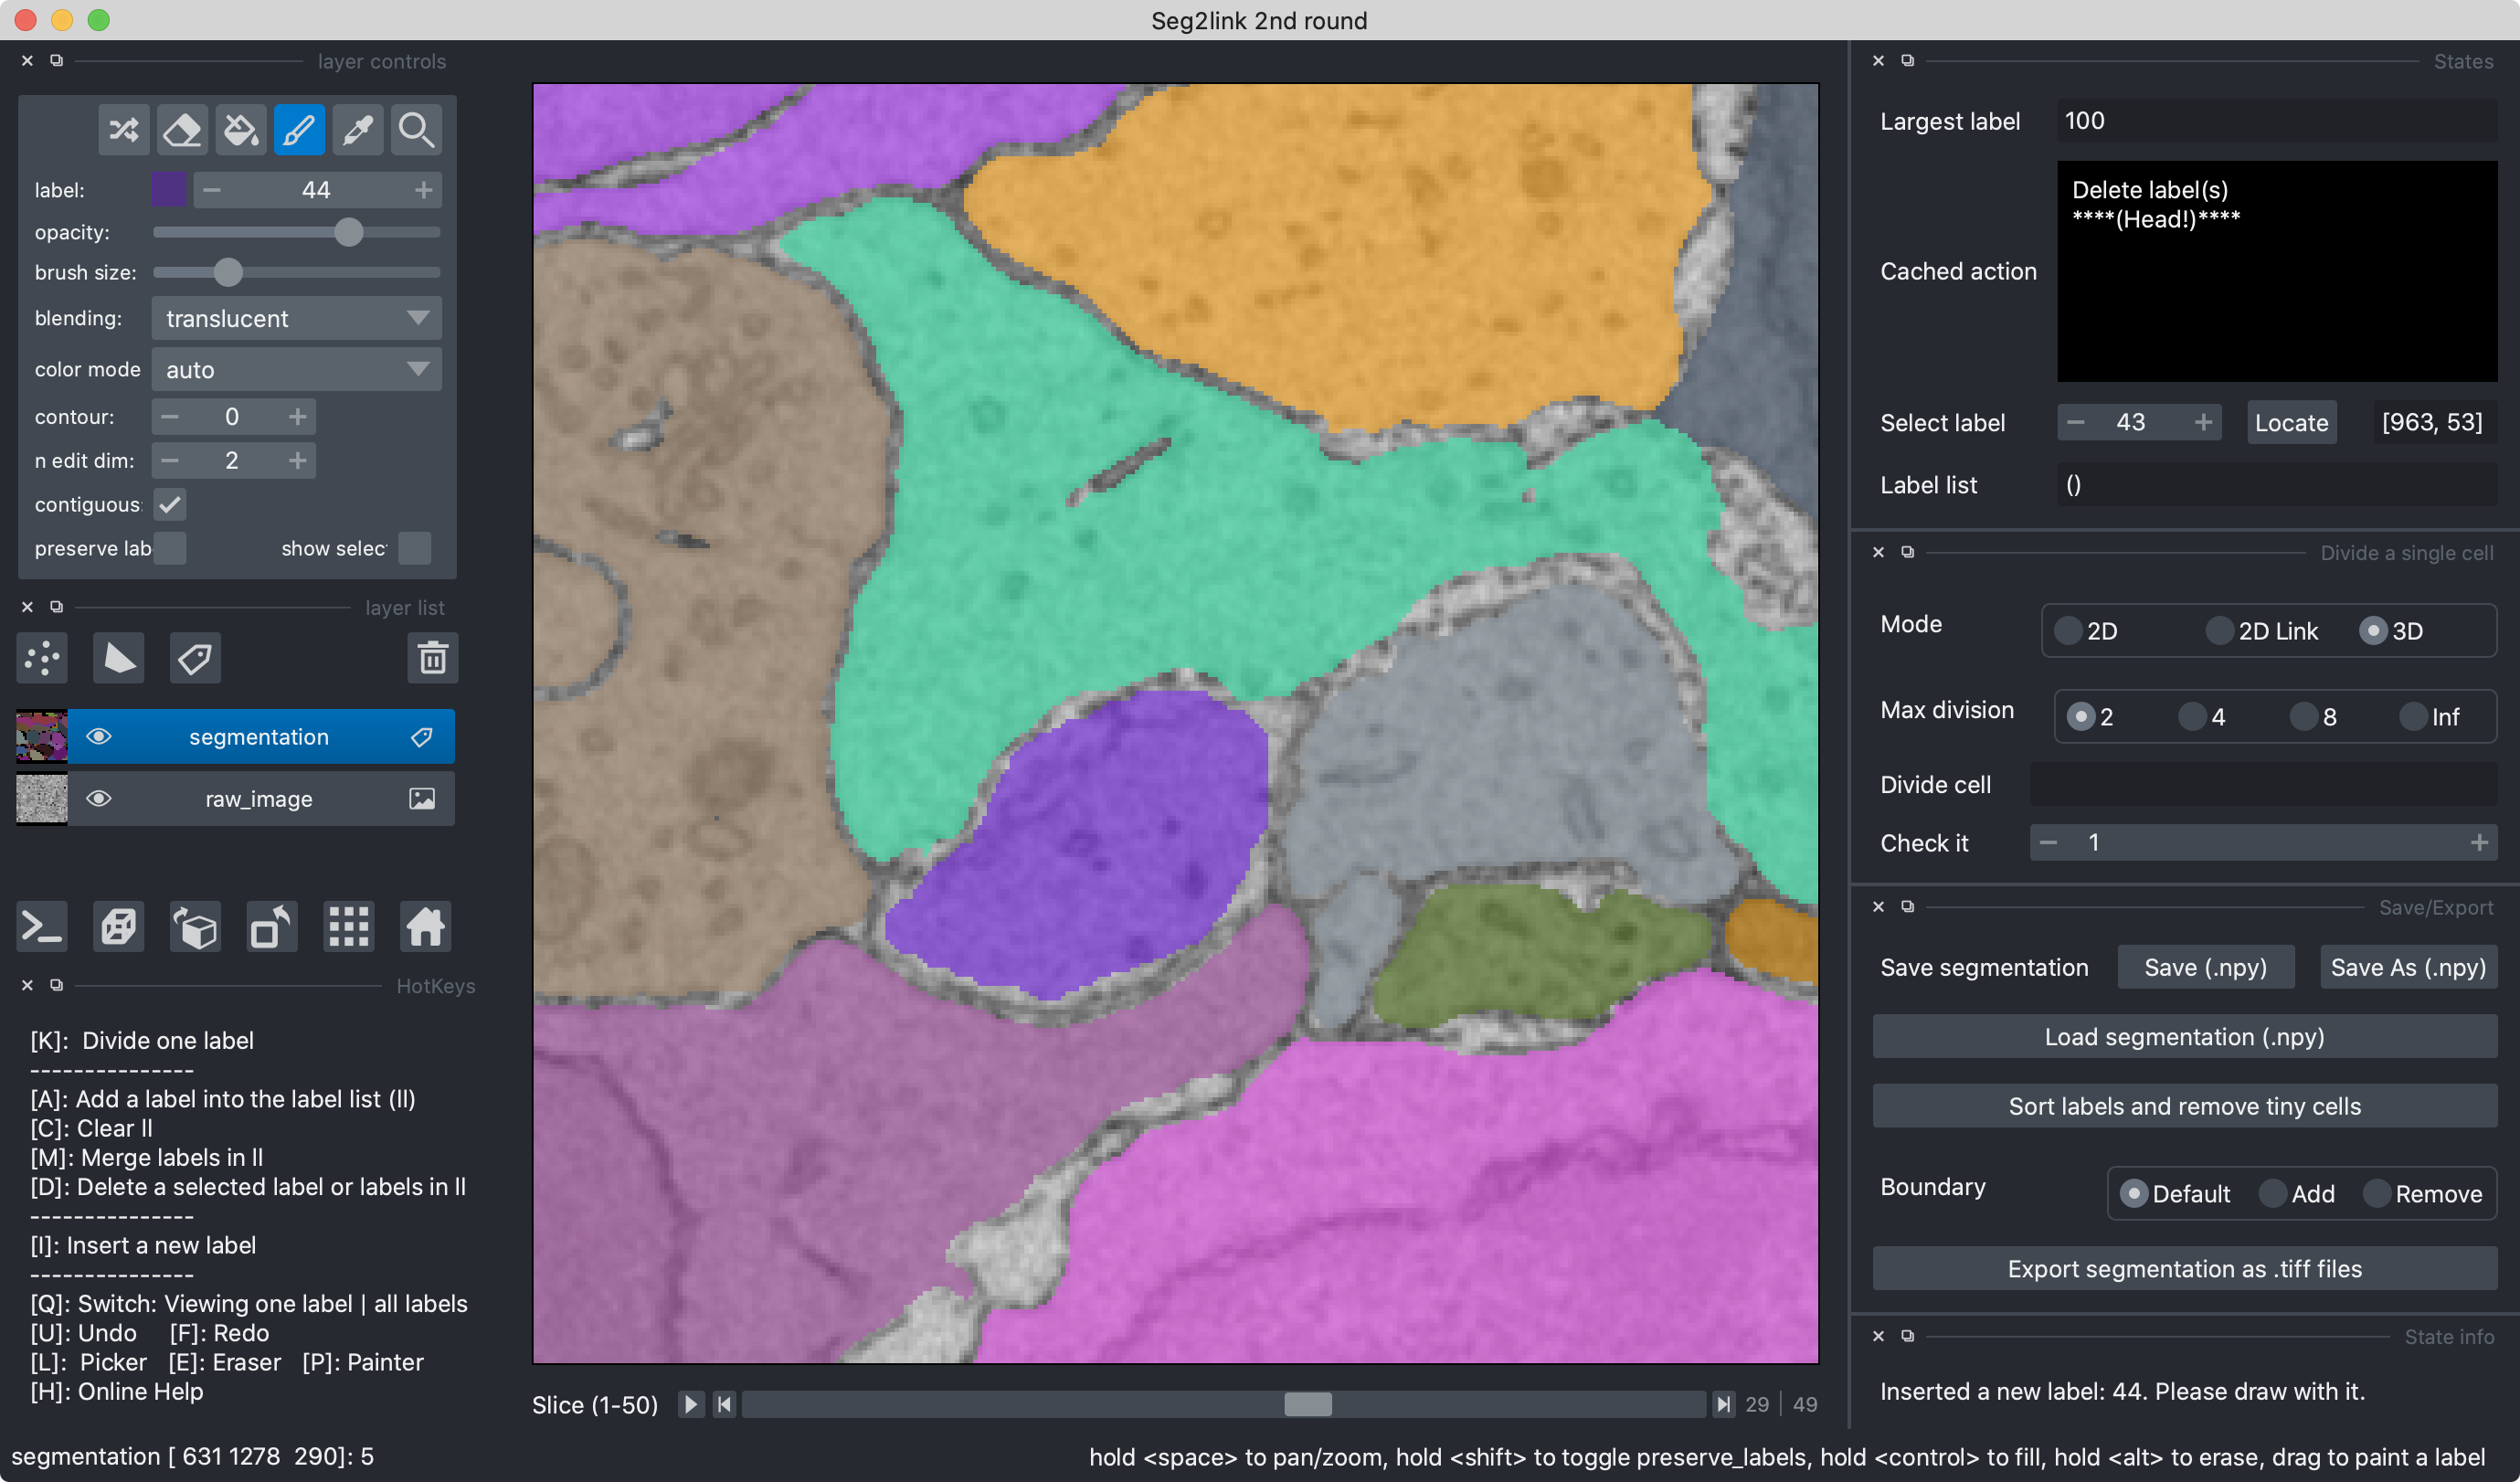 Seg2link 2nd round
layer controls
label:
44
opacity:
brush size:
blending:
translucent
color mode
auto
contour:
0
n edit dim:
2
contiguous:
preserve lab
show selec
layer list
segmentation
raw_image
HotKeys
[K]: Divide one label
---------------
[A]: Add a label into the label list (ll)
[C]: Clear ll
[M]: Merge labels in ll
[D]: Delete a selected label or labels in ll
---------------
[I]: Insert a new label
---------------
[Q]: Switch: Viewing one label | all labels
[U]: Undo [F]: Redo
[L]: Picker [E]: Eraser [P]: Painter
[H]: Online Help
Slice (1-50)
29 | 49
States
Largest label
100
Cached action
Delete label(s)
****(Head!)****
Select label
43
Locate
[963, 53]
Label list
()
Divide a single cell
Mode
2D 2D Link 3D
Max division
2 4 8 Inf
Divide cell
Check it
1
Save/Export
Save segmentation
Save (.npy)
Save As (.npy)
Load segmentation (.npy)
Sort labels and remove tiny cells
Boundary
Default Add Remove
Export segmentation as .tiff files
State info
Inserted a new label: 44. Please draw with it.
segmentation [ 631 1278 290]: 5
hold <space> to pan/zoom, hold <shift> to toggle preserve_labels, hold <control> to fill, hold <alt> to erase, drag to paint a label